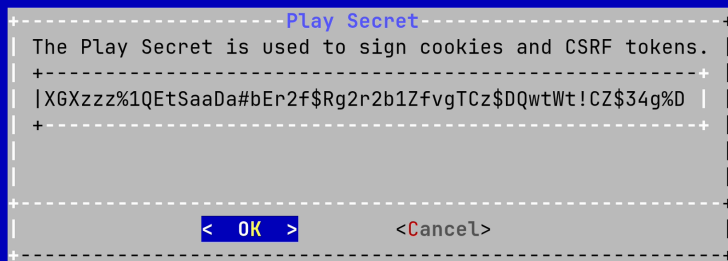 Play Secret
The Play Secret is used to sign cookies and CSRF tokens.
XGXzzz%1QEtSaaDa#bEr2f$Rg2r2b1ZfvgTCz$DQwtWt!CZ$34g%D
< OK > <Cancel>